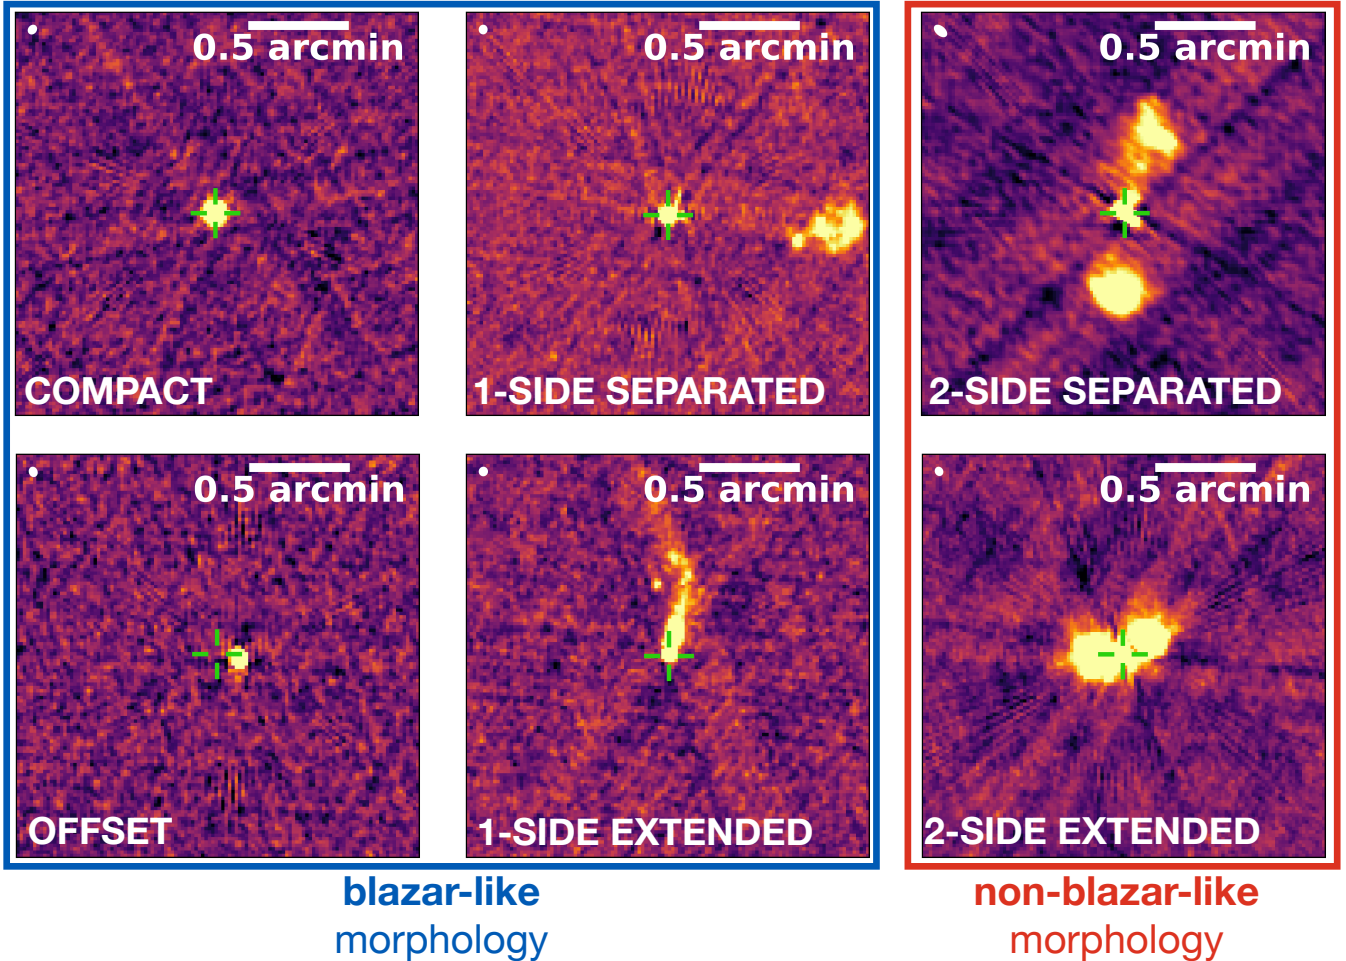 0.5 arcmin
COMPACT
0.5 arcmin
1-SIDE SEPARATED
0.5 arcmin
2-SIDE SEPARATED
0.5 arcmin
OFFSET
0.5 arcmin
1-SIDE EXTENDED
0.5 arcmin
2-SIDE EXTENDED
blazar-like
morphology
non-blazar-like
morphology